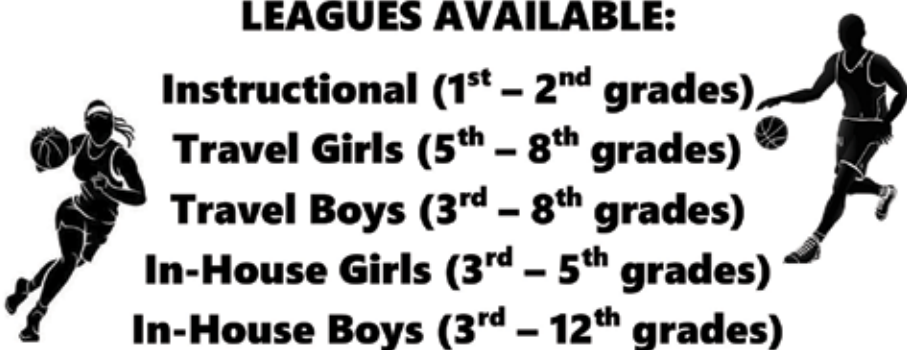 LEAGUES AVAILABLE:
Instructional (1st – 2nd grades)
Travel Girls (5th – 8th grades)
Travel Boys (3rd – 8th grades)
In-House Girls (3rd – 5th grades)
In-House Boys (3rd – 12th grades)